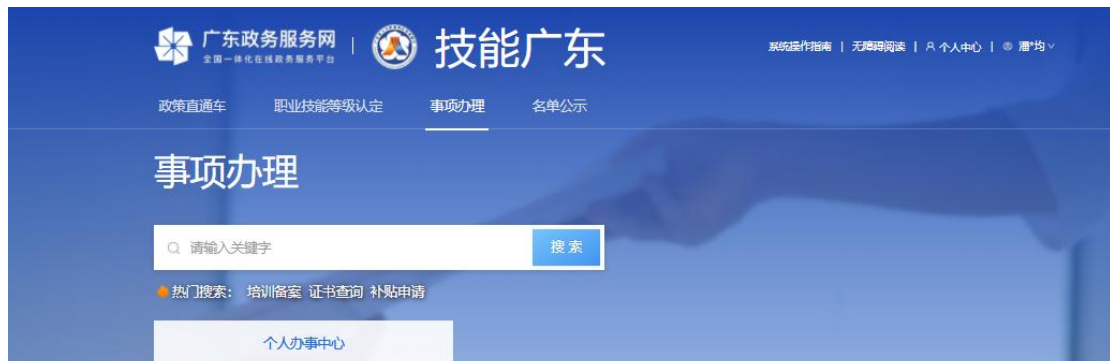 广东政务服务网
全国一体化在线政务服务平台
技能广东
系统操作指南 | 无障碍阅读 | 个人中心 | 潘*均
政策直通车 职业技能等级认定 事项办理 名单公示
事项办理
请输入关键字 搜索
热门搜索： 培训备案 证书查询 补贴申请
个人办事中心